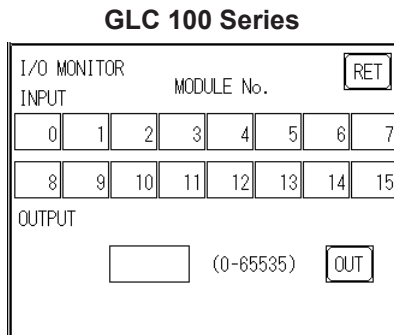 GLC 100 Series
I/O MONITOR
RET
MODULE No.
INPUT
0 1 2 3 4 5 6 7
8 9 10 11 12 13 14 15
OUTPUT
(0-65535) OUT